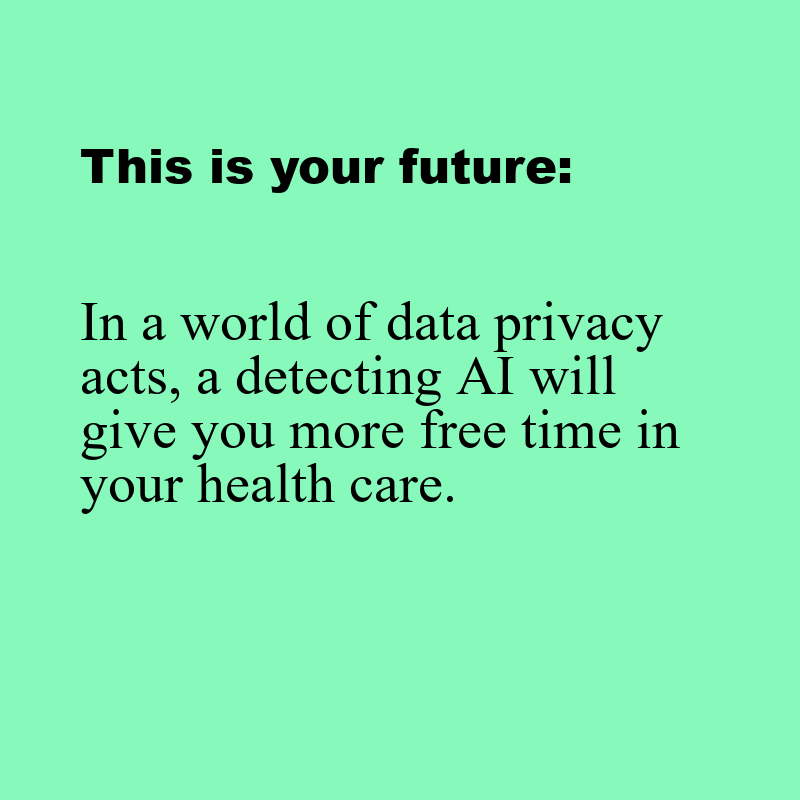 This is your future:
In a world of data privacy
acts, a detecting AI will
give you more free time in
your health care.